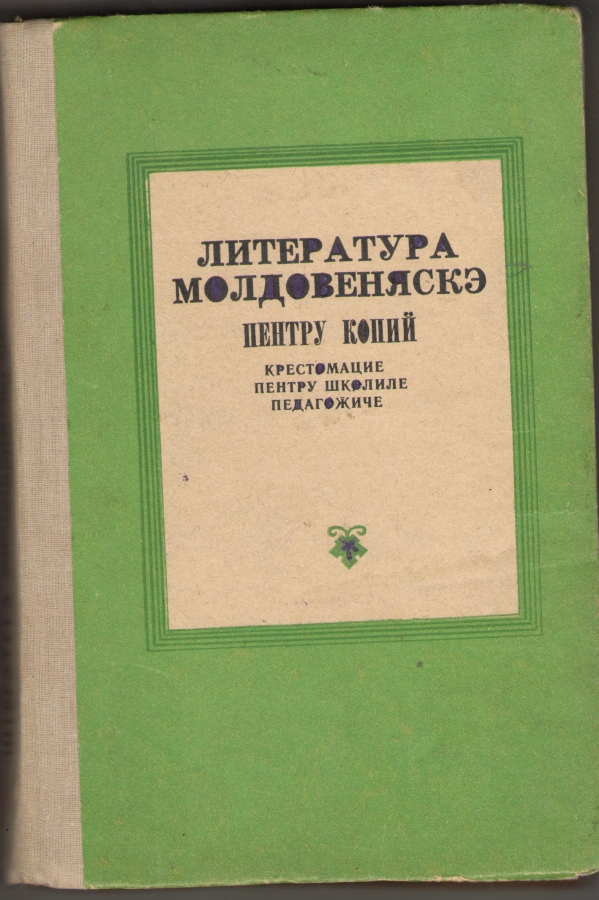 ЛИТЕРАТУРА
МОЛДОВЕНЯСКЭ
ПЕНТРУ КОПИЙ
КРЕСТОМАЦИЕ
ПЕНТРУ ШКОЛИЛЕ
ПЕДАГОЖИЧЕ